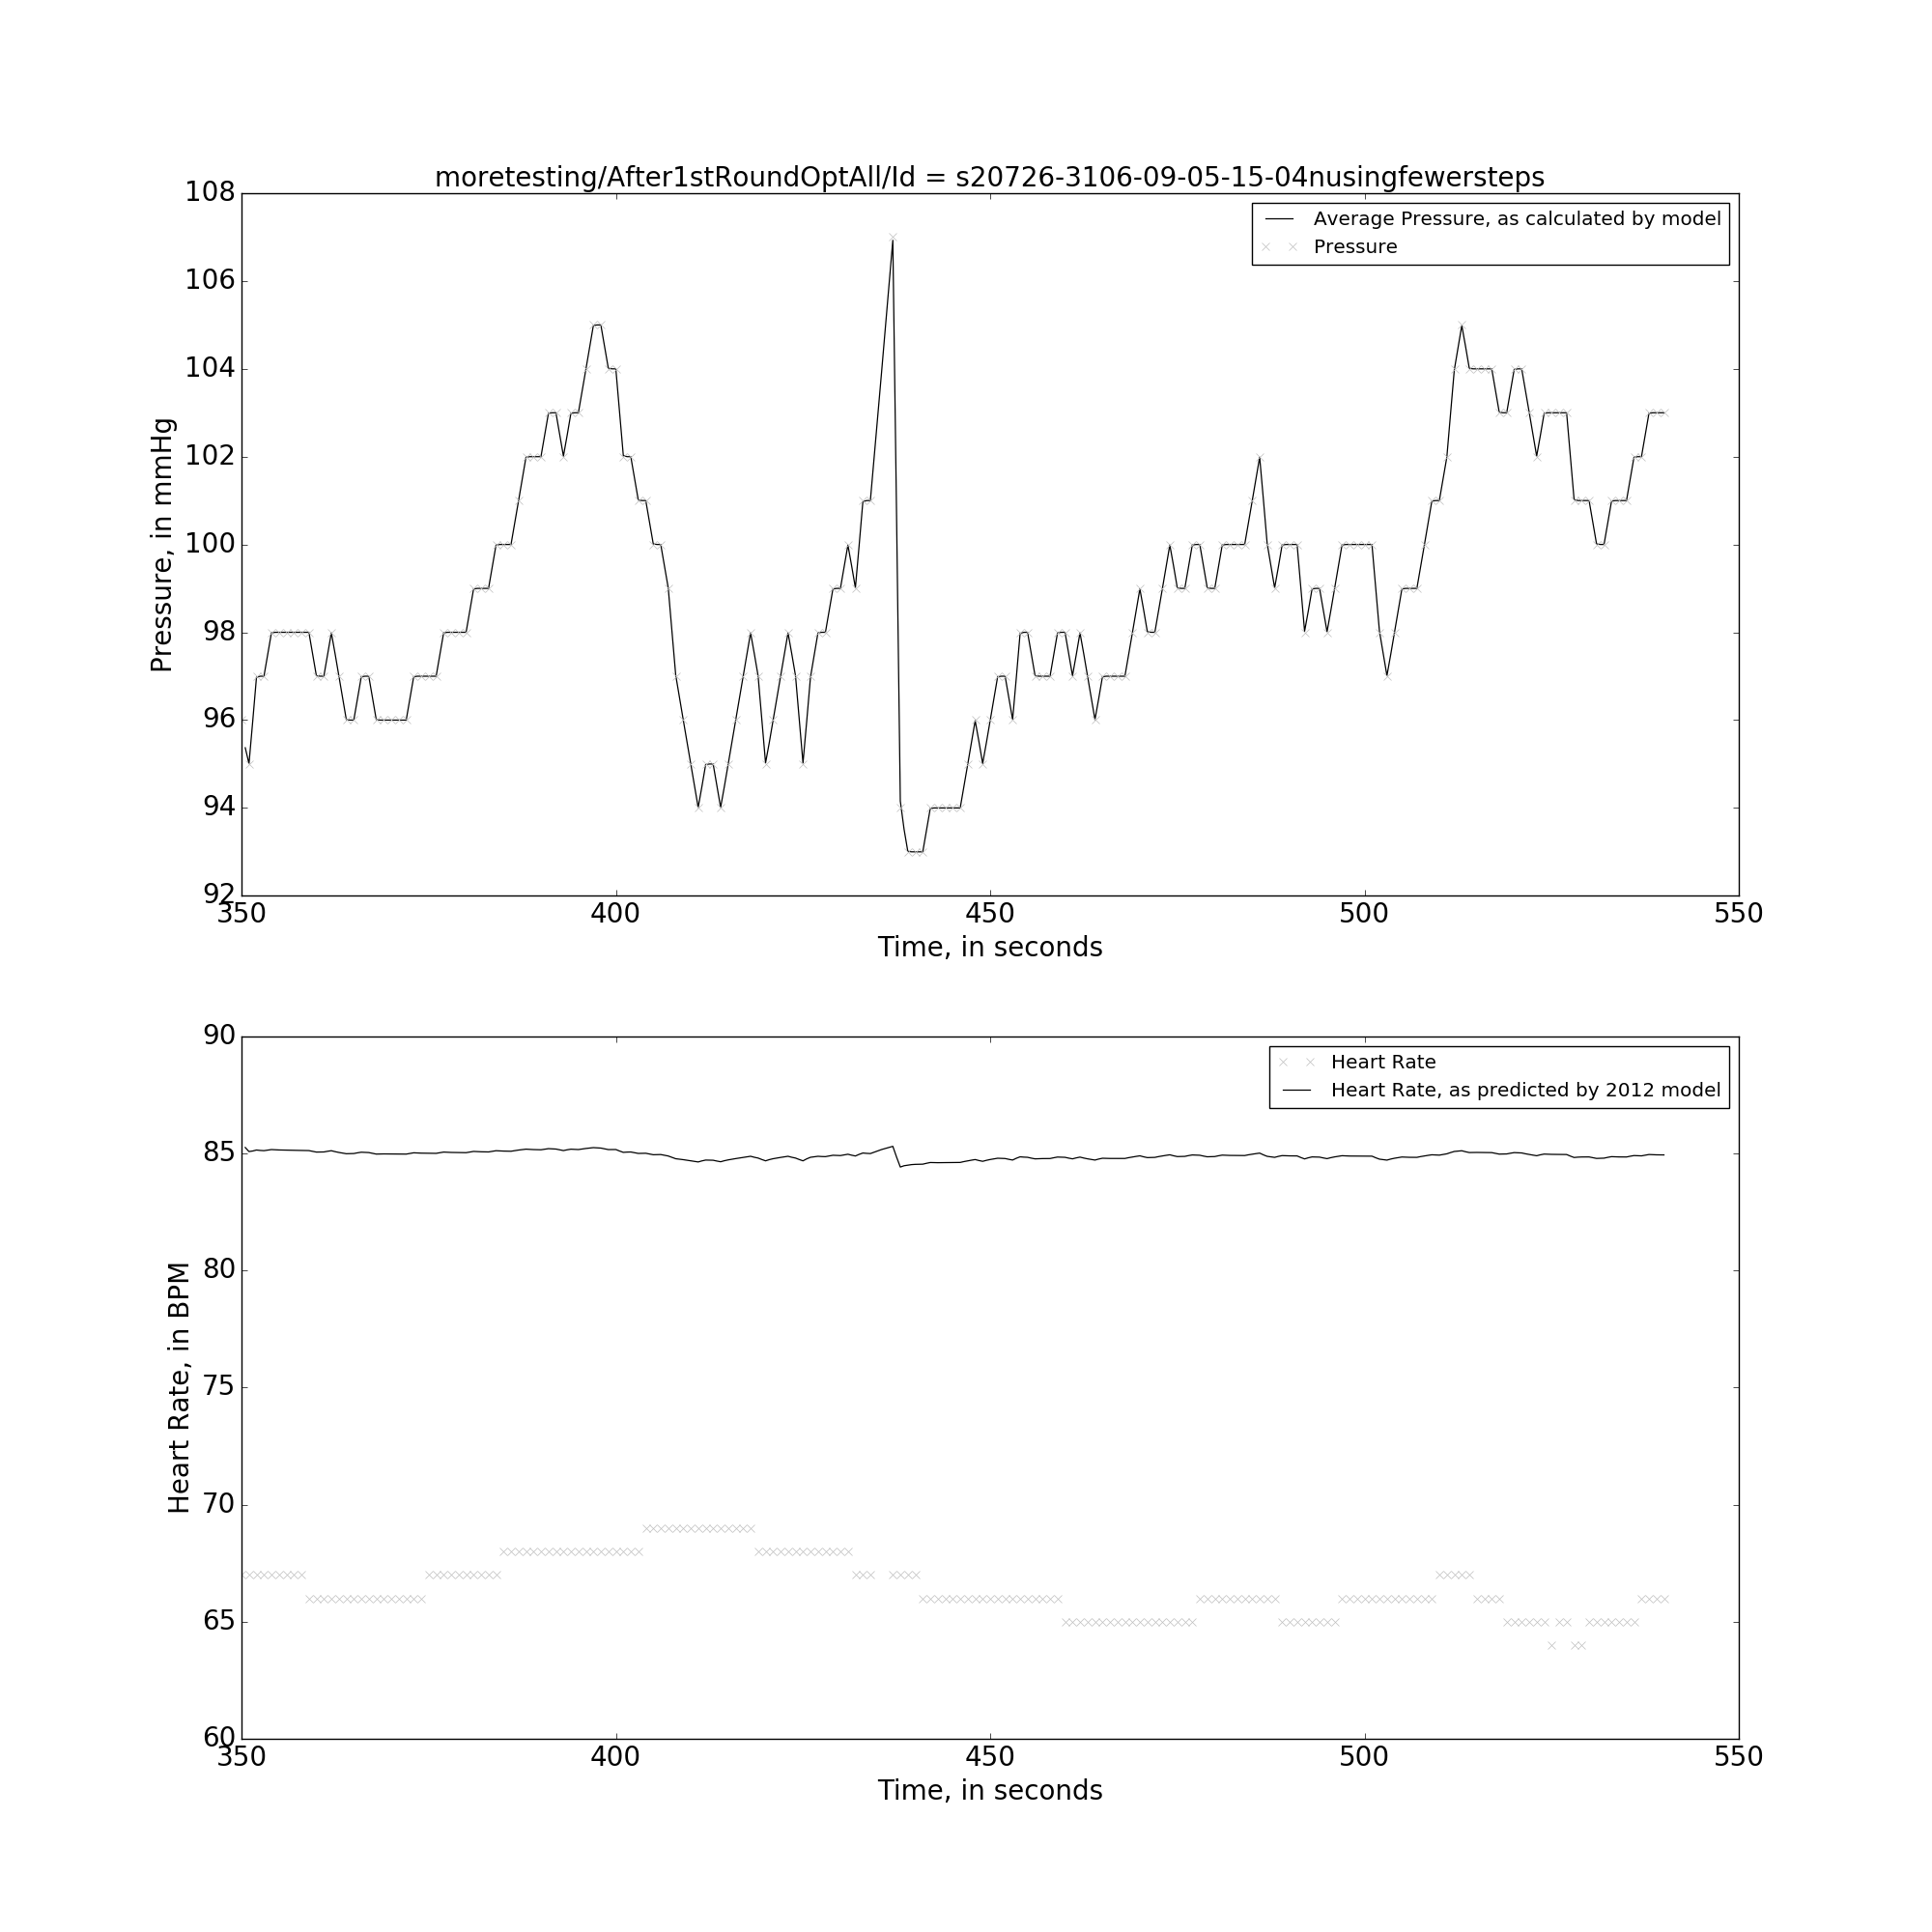 moretesting/After1stRoundOptAll/Id = s20726-3106-09-05-15-04nusingfewersteps
108
106
104
102
100
98
96
94
92
Pressure, in mmHg
Average Pressure, as calculated by model
Pressure
350 400 450 500 550
Time, in seconds
90
85
80
75
70
65
60
Heart Rate, in BPM
Heart Rate
Heart Rate, as predicted by 2012 model
350 400 450 500 550
Time, in seconds